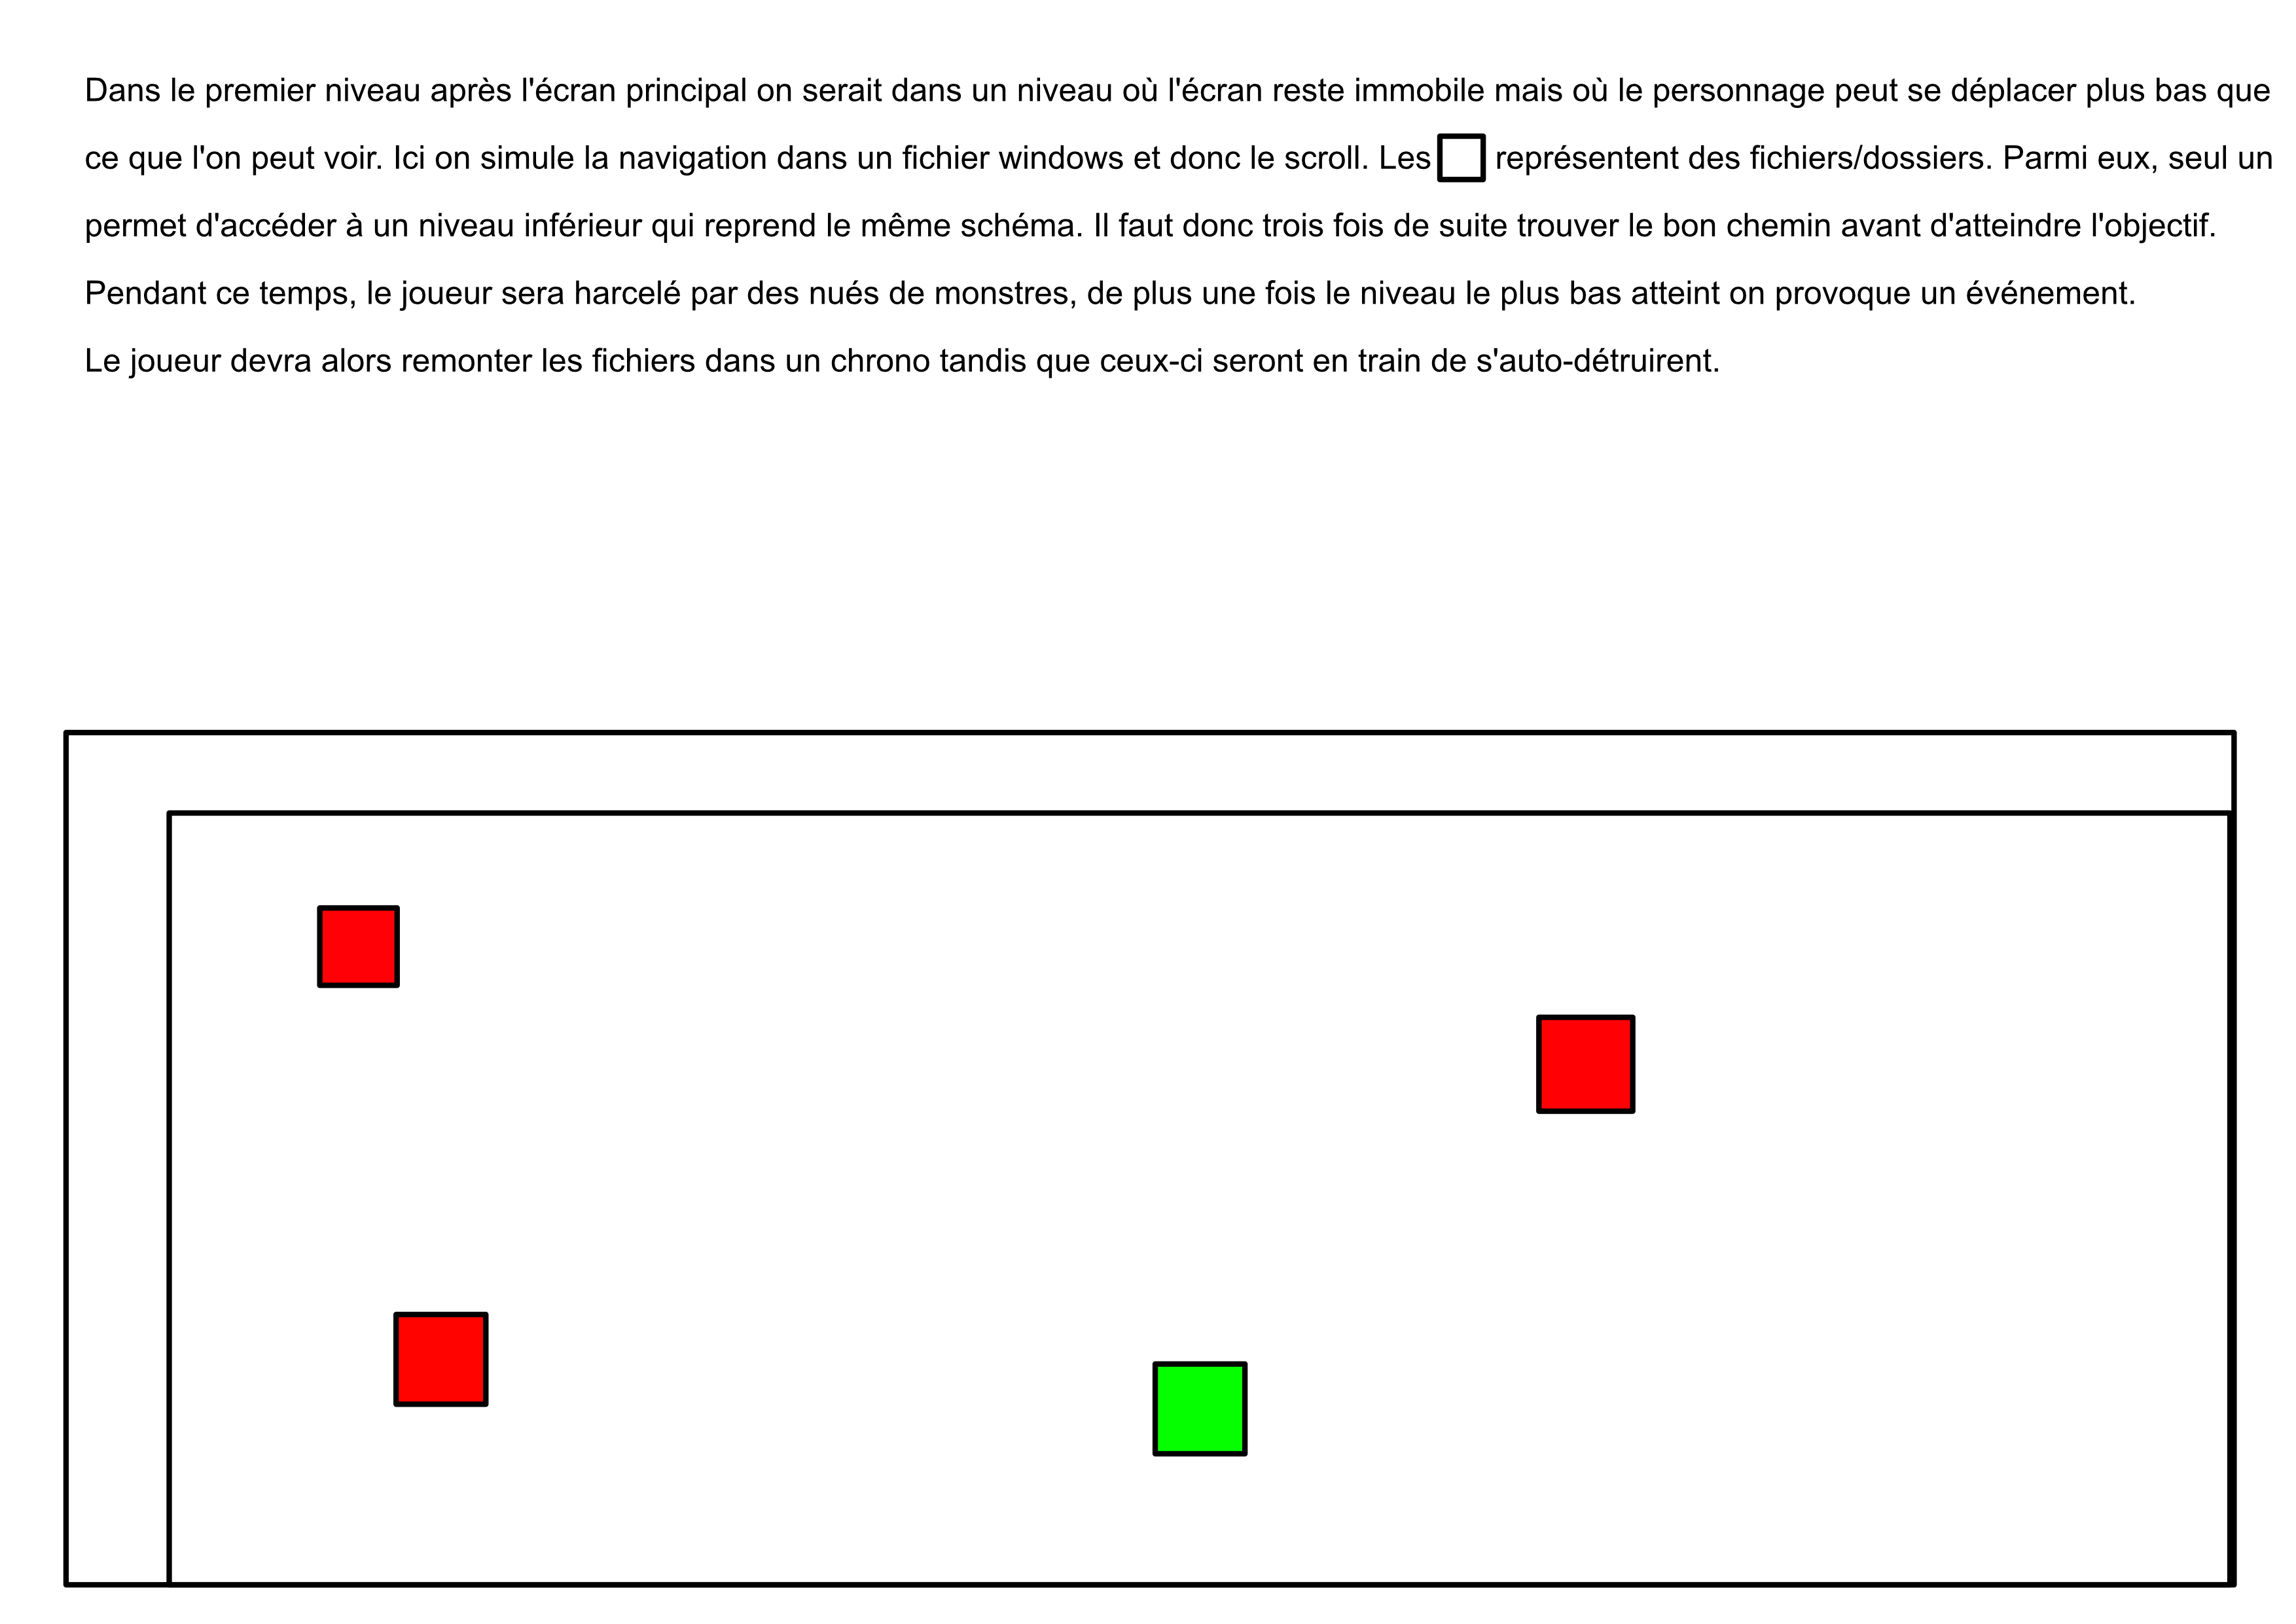 Dans le premier niveau après l'écran principal on serait dans un niveau où l'écran reste immobile mais où le personnage peut se déplacer plus bas que
ce que l'on peut voir. Ici on simule la navigation dans un fichier windows et donc le scroll. Les représentent des fichiers/dossiers. Parmi eux, seul un
permet d'accéder à un niveau inférieur qui reprend le même schéma. Il faut donc trois fois de suite trouver le bon chemin avant d'atteindre l'objectif.
Pendant ce temps, le joueur sera harcelé par des nués de monstres, de plus une fois le niveau le plus bas atteint on provoque un événement.
Le joueur devra alors remonter les fichiers dans un chrono tandis que ceux-ci seront en train de s'auto-détruirent.